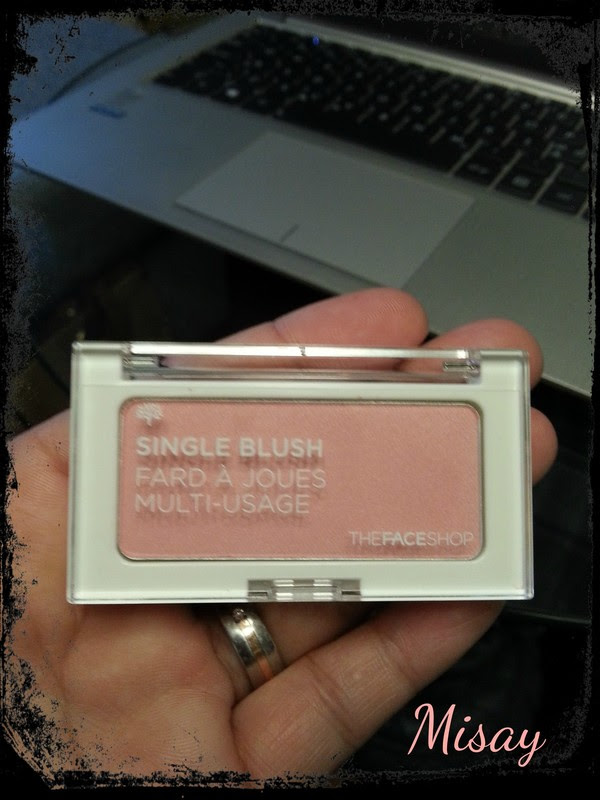 SINGLE BLUSH
FARD À JOUES
MULTI-USAGE
THEFACESHOP
Misay